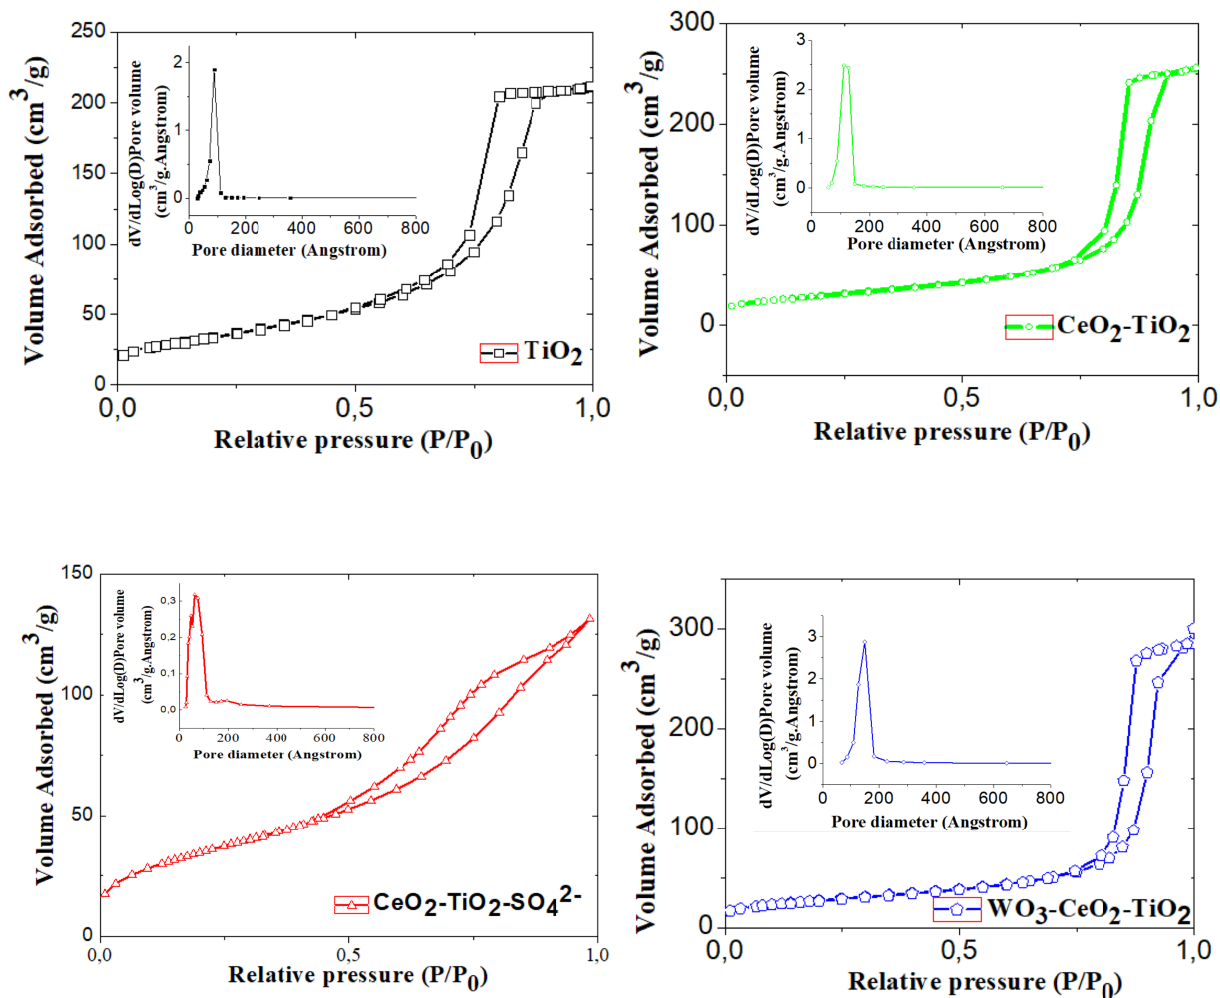 250
200
150
100
50
0
0,0
0,5
1,0
Volume Adsorbed (cm³/g)
Relative pressure (P/P₀)
TiO₂
2
1
0
0 200 400 600 800
dV/dLog(D)Pore volume
(cm³/g.Angstrom)
Pore diameter (Angstrom)
300
200
100
0
0,0
0,5
1,0
Volume Adsorbed (cm³/g)
Relative pressure (P/P₀)
CeO₂-TiO₂
3
2
1
0
0 200 400 600 800
dV/dLog(D)Pore volume
(cm³/g.Angstrom)
Pore diameter (Angstrom)
150
100
50
0
0,0
0,5
1,0
Volume Adsorbed (cm³/g)
Relative pressure (P/P₀)
CeO₂-TiO₂-SO₄²⁻
0,3
0,2
0,1
0,0
0 200 400 600 800
dV/dLog(D)Pore volume
(cm³/g.Angstrom)
Pore diameter (Angstrom)
300
200
100
0
0,0
0,5
1,0
Volume Adsorbed (cm³/g)
Relative pressure (P/P₀)
WO₃-CeO₂-TiO₂
3
2
1
0
0 200 400 600 800
dV/dLog(D)Pore volume
(cm³/g.Angstrom)
Pore diameter (Angstrom)